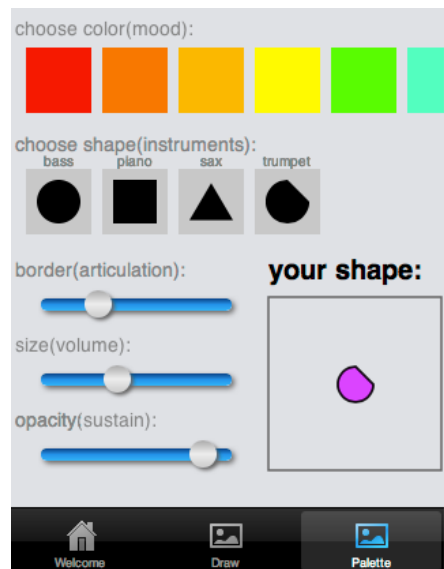 choose color(mood):
choose shape(instruments):
bass piano sax trumpet
border(articulation):
your shape:
size(volume):
opacity(sustain):
Welcome Draw Palette